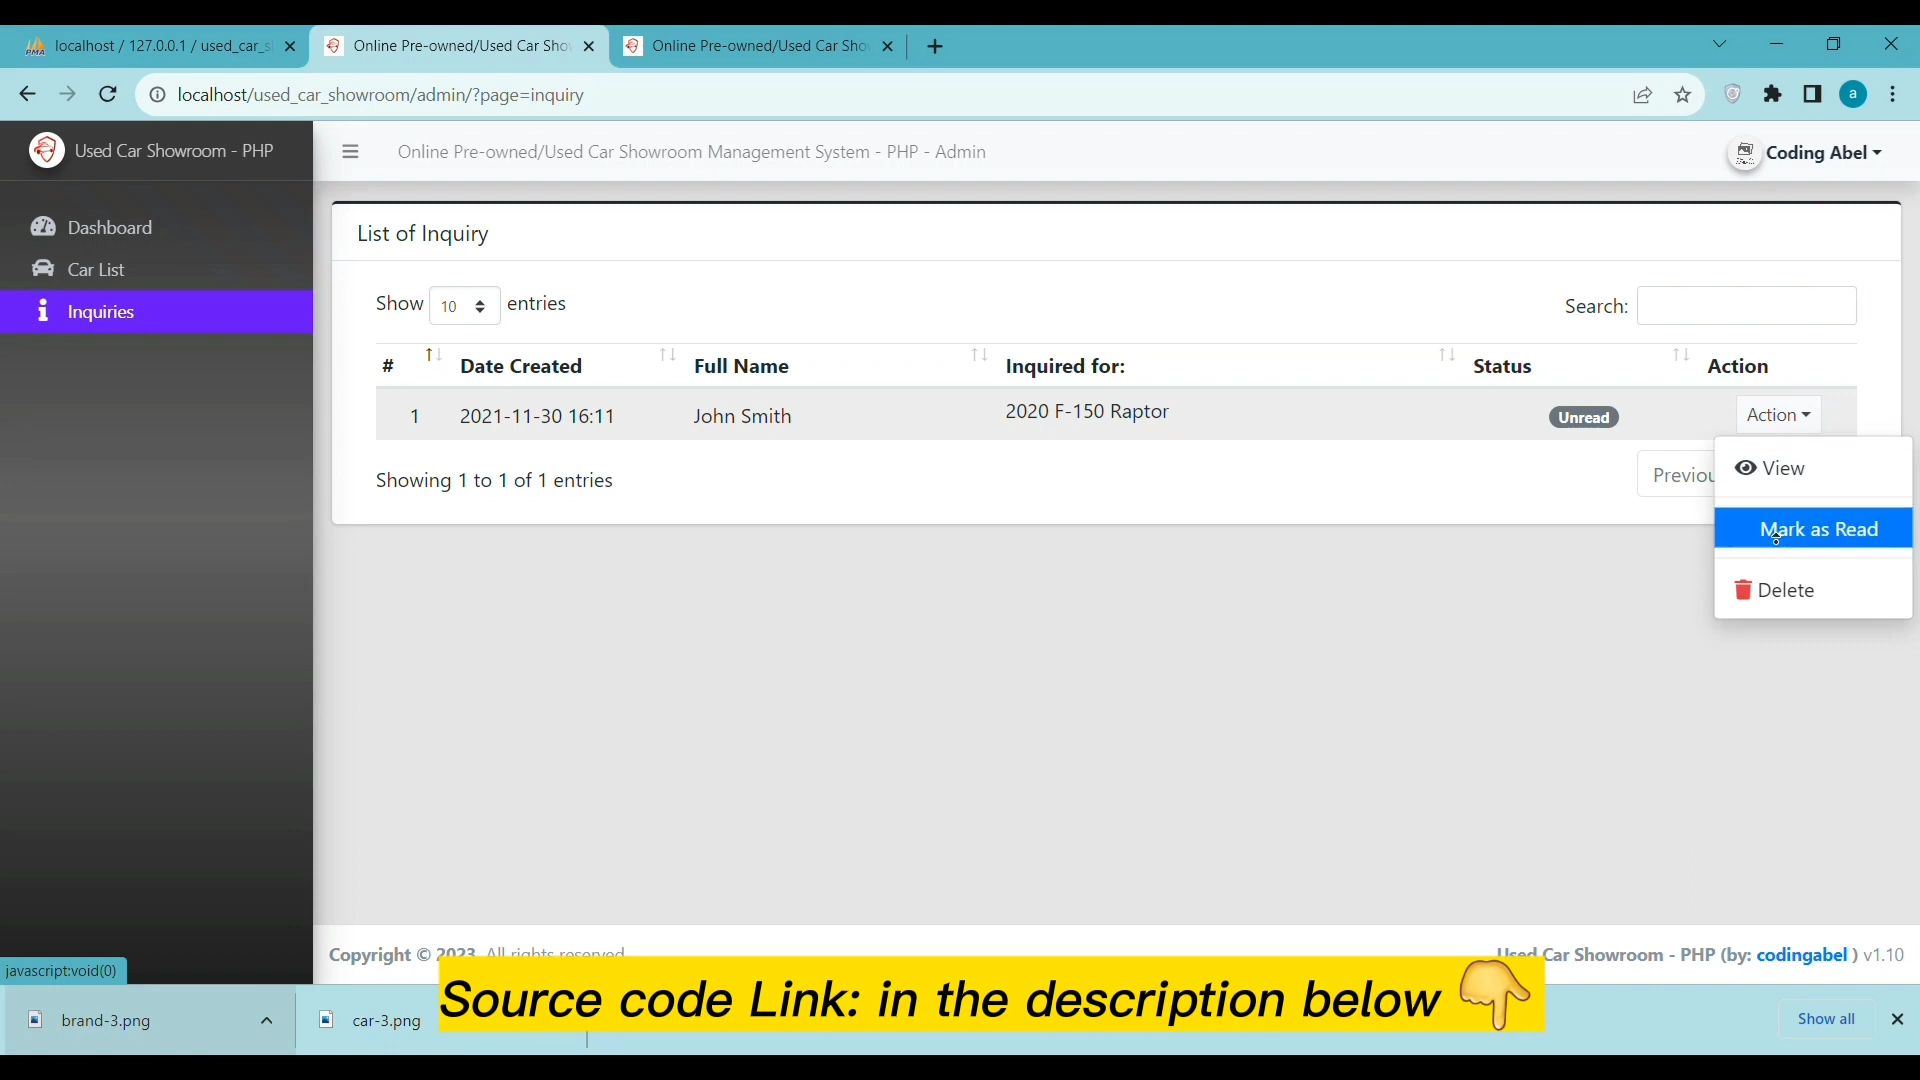 localhost / 127.0.0.1 / used_car_s
Online Pre-owned/Used Car Sho
Online Pre-owned/Used Car Sho
localhost/used_car_showroom/admin/?page=inquiry
a
Used Car Showroom - PHP
Online Pre-owned/Used Car Showroom Management System - PHP - Admin
Coding Abel
Dashboard
Car List
Inquiries
List of Inquiry
Show 10 entries
Search:
# Date Created Full Name Inquired for: Status Action
1 2021-11-30 16:11 John Smith 2020 F-150 Raptor Unread Action
View
Showing 1 to 1 of 1 entries
Previou
Mark as Read
Delete
Copyright © 2023. All rights reserved.
Used Car Showroom - PHP (by: codingabel ) v1.10
javascript:void(0)
Source code Link: in the description below
brand-3.png
car-3.png
Show all